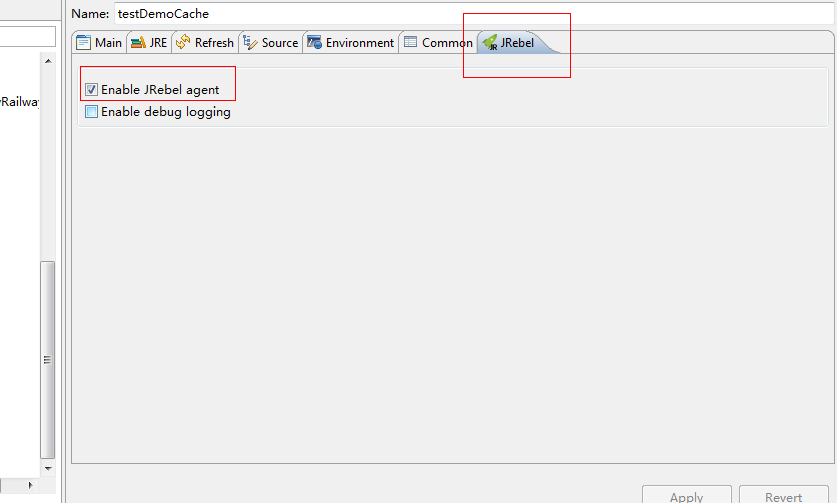 Name: testDemoCache
Main JRE Refresh Source Environment Common JRebel
Enable JRebel agent
Enable debug logging
Apply Revert